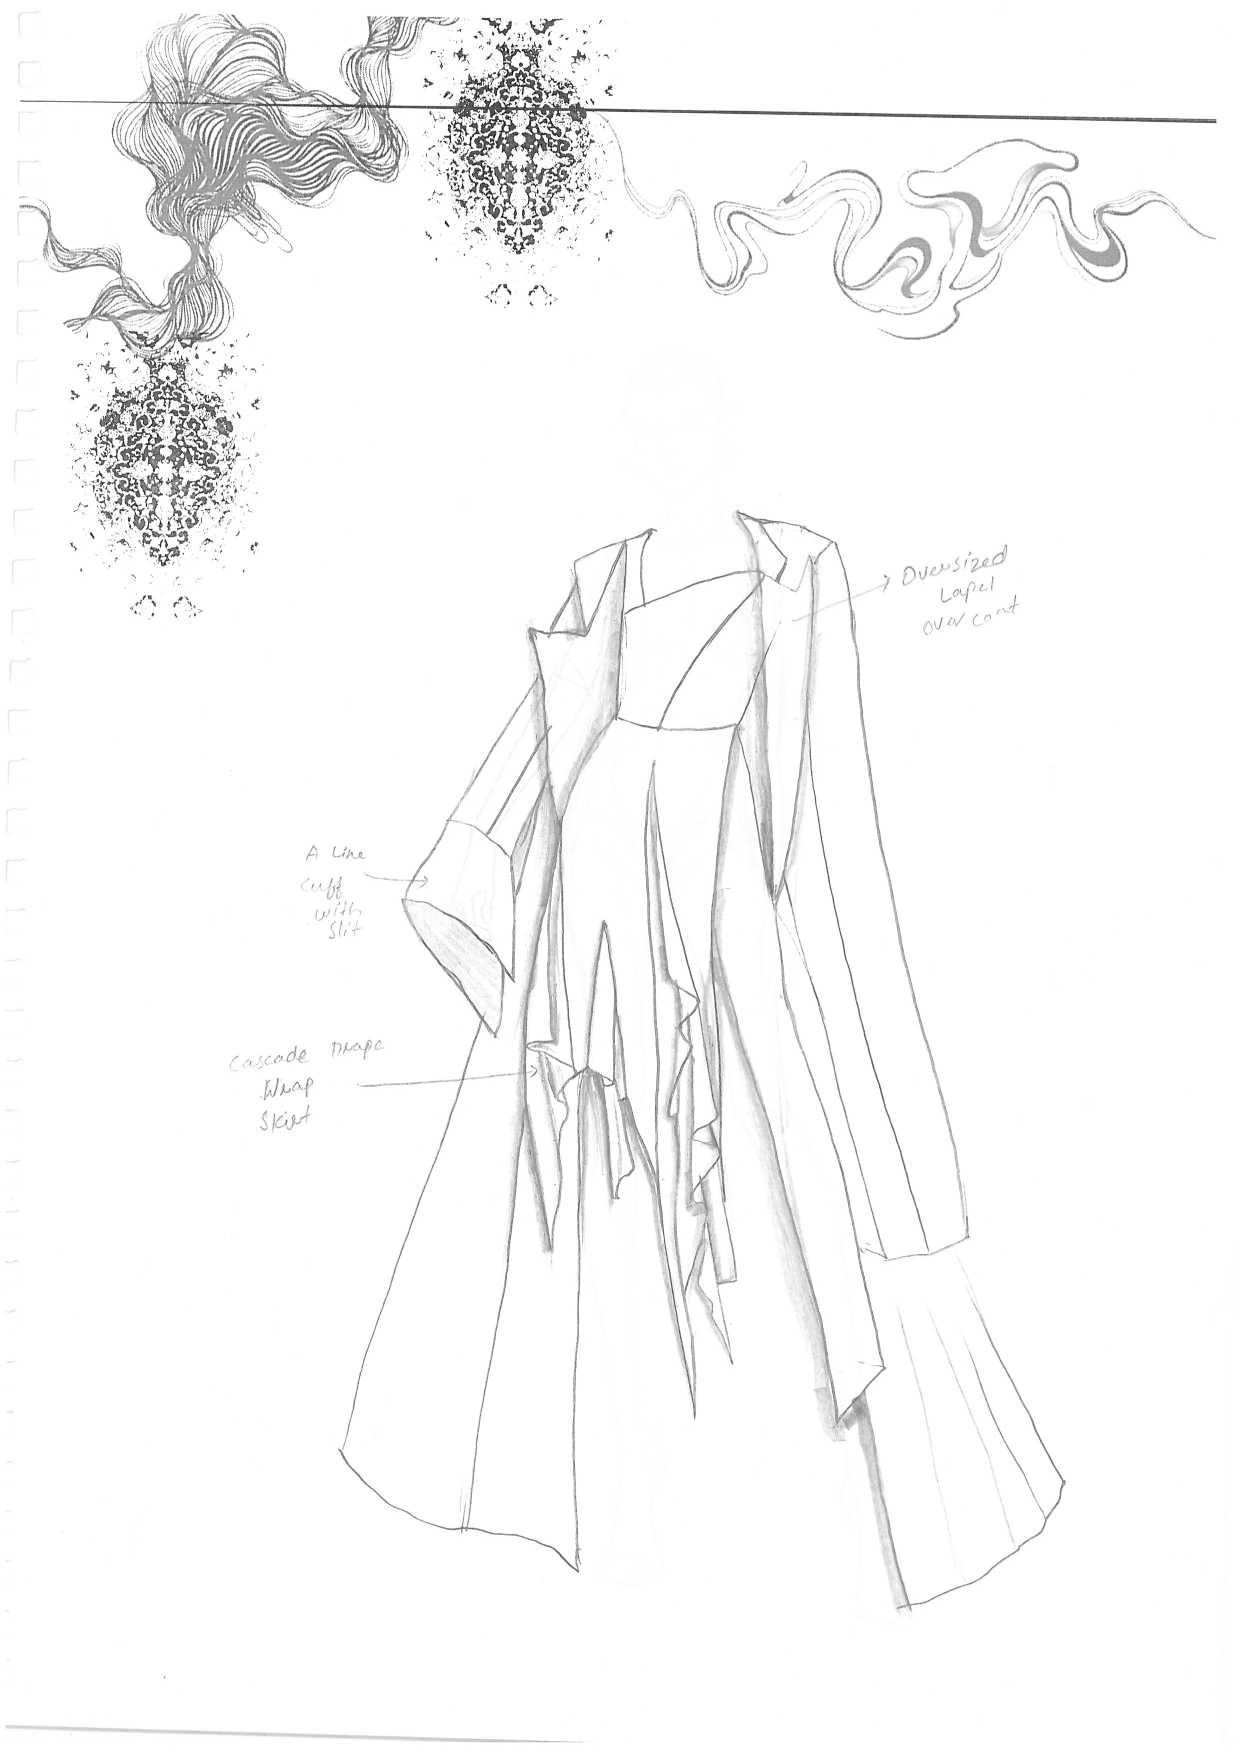 Oversized
Lapel
over coat
A Line
cuff
with
Slit
Cascade Drape
Wrap
Skirt